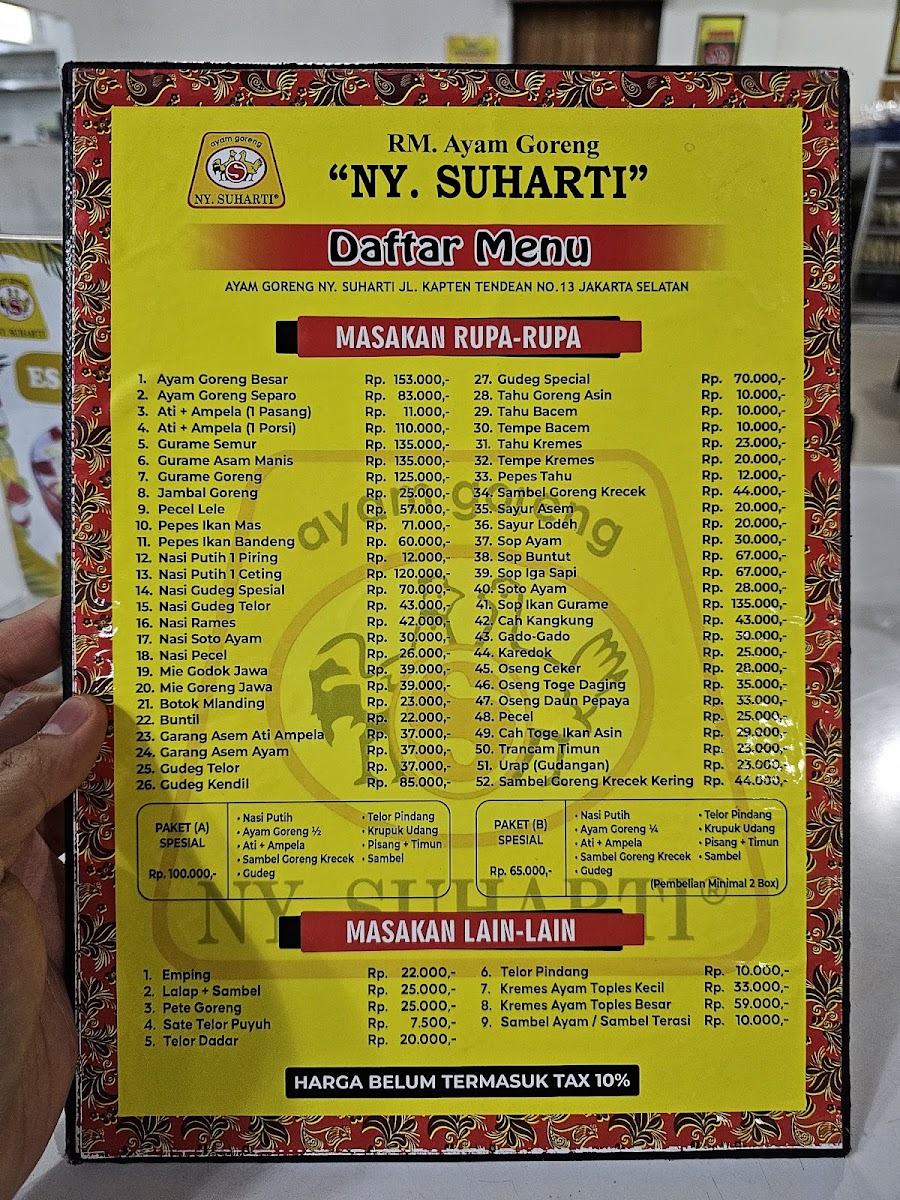 ayam goreng
NY. SUHARTI®
RM. Ayam Goreng
“NY. SUHARTI”
Daftar Menu
AYAM GORENG NY. SUHARTI JL. KAPTEN TENDEAN NO.13 JAKARTA SELATAN
MASAKAN RUPA-RUPA
1. Ayam Goreng Besar Rp. 153.000,-
2. Ayam Goreng Separo Rp. 83.000,-
3. Ati + Ampela (1 Pasang) Rp. 11.000,-
4. Ati + Ampela (1 Porsi) Rp. 110.000,-
5. Gurame Semur Rp. 135.000,-
6. Gurame Asam Manis Rp. 135.000,-
7. Gurame Goreng Rp. 125.000,-
8. Jambal Goreng Rp. 25.000,-
9. Pecel Lele Rp. 57.000,-
10. Pepes Ikan Mas Rp. 71.000,-
11. Pepes Ikan Bandeng Rp. 60.000,-
12. Nasi Putih 1 Piring Rp. 12.000,-
13. Nasi Putih 1 Ceting Rp. 120.000,-
14. Nasi Gudeg Spesial Rp. 70.000,-
15. Nasi Gudeg Telor Rp. 43.000,-
16. Nasi Rames Rp. 42.000,-
17. Nasi Soto Ayam Rp. 30.000,-
18. Nasi Pecel Rp. 26.000,-
19. Mie Godok Jawa Rp. 39.000,-
20. Mie Goreng Jawa Rp. 39.000,-
21. Botok Mlanding Rp. 23.000,-
22. Buntil Rp. 22.000,-
23. Garang Asem Ati Ampela Rp. 37.000,-
24. Garang Asem Ayam Rp. 37.000,-
25. Gudeg Telor Rp. 37.000,-
26. Gudeg Kendil Rp. 85.000,-
27. Gudeg Special Rp. 70.000,-
28. Tahu Goreng Asin Rp. 10.000,-
29. Tahu Bacem Rp. 10.000,-
30. Tempe Bacem Rp. 10.000,-
31. Tahu Kremes Rp. 23.000,-
32. Tempe Kremes Rp. 20.000,-
33. Pepes Tahu Rp. 12.000,-
34. Sambel Goreng Krecek Rp. 44.000,-
35. Sayur Asem Rp. 20.000,-
36. Sayur Lodeh Rp. 20.000,-
37. Sop Ayam Rp. 30.000,-
38. Sop Buntut Rp. 67.000,-
39. Sop Iga Sapi Rp. 67.000,-
40. Soto Ayam Rp. 28.000,-
41. Sop Ikan Gurame Rp. 135.000,-
42. Cah Kangkung Rp. 43.000,-
43. Gado-Gado Rp. 30.000,-
44. Karedok Rp. 25.000,-
45. Oseng Ceker Rp. 28.000,-
46. Oseng Toge Daging Rp. 35.000,-
47. Oseng Daun Pepaya Rp. 33.000,-
48. Pecel Rp. 25.000,-
49. Cah Toge Ikan Asin Rp. 29.000,-
50. Trancam Timun Rp. 23.000,-
51. Urap (Gudangan) Rp. 23.000,-
52. Sambel Goreng Krecek Kering Rp. 44.000,-
ayam goreng
S
NY. SUHARTI®
PAKET (A)
SPESIAL
Rp. 100.000,-
• Nasi Putih
• Ayam Goreng ½
• Ati + Ampela
• Sambel Goreng Krecek
• Gudeg
• Telor Pindang
• Krupuk Udang
• Pisang + Timun
• Sambel
PAKET (B)
SPESIAL
Rp. 65.000,-
• Nasi Putih
• Ayam Goreng ¼
• Ati + Ampela
• Sambel Goreng Krecek
• Gudeg
• Telor Pindang
• Krupuk Udang
• Pisang + Timun
• Sambel
(Pembelian Minimal 2 Box)
MASAKAN LAIN-LAIN
1. Emping Rp. 22.000,-
2. Lalap + Sambel Rp. 25.000,-
3. Pete Goreng Rp. 25.000,-
4. Sate Telor Puyuh Rp. 7.500,-
5. Telor Dadar Rp. 20.000,-
6. Telor Pindang Rp. 10.000,-
7. Kremes Ayam Toples Kecil Rp. 33.000,-
8. Kremes Ayam Toples Besar Rp. 59.000,-
9. Sambel Ayam / Sambel Terasi Rp. 10.000,-
HARGA BELUM TERMASUK TAX 10%
NY. SUHARTI
ES